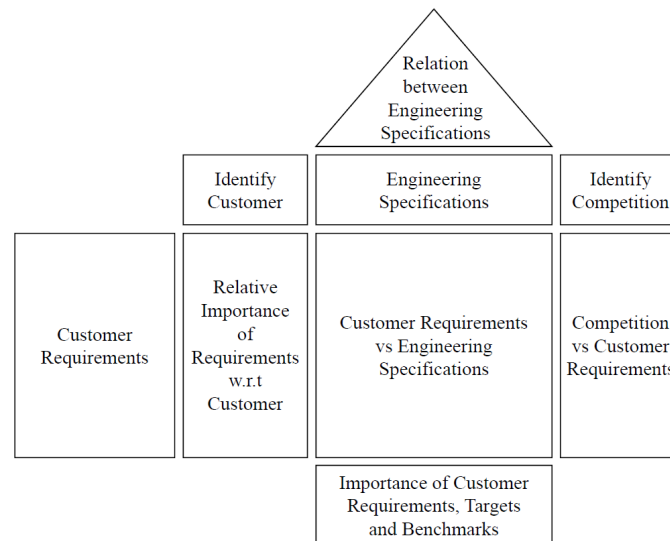 Relation
between
Engineering
Specifications
Identify
Customer
Engineering
Specifications
Identify
Competition
Customer
Requirements
Relative
Importance
of
Requirements
w.r.t
Customer
Customer Requirements
vs Engineering
Specifications
Competition
vs Customer
Requirements
Importance of Customer
Requirements, Targets
and Benchmarks